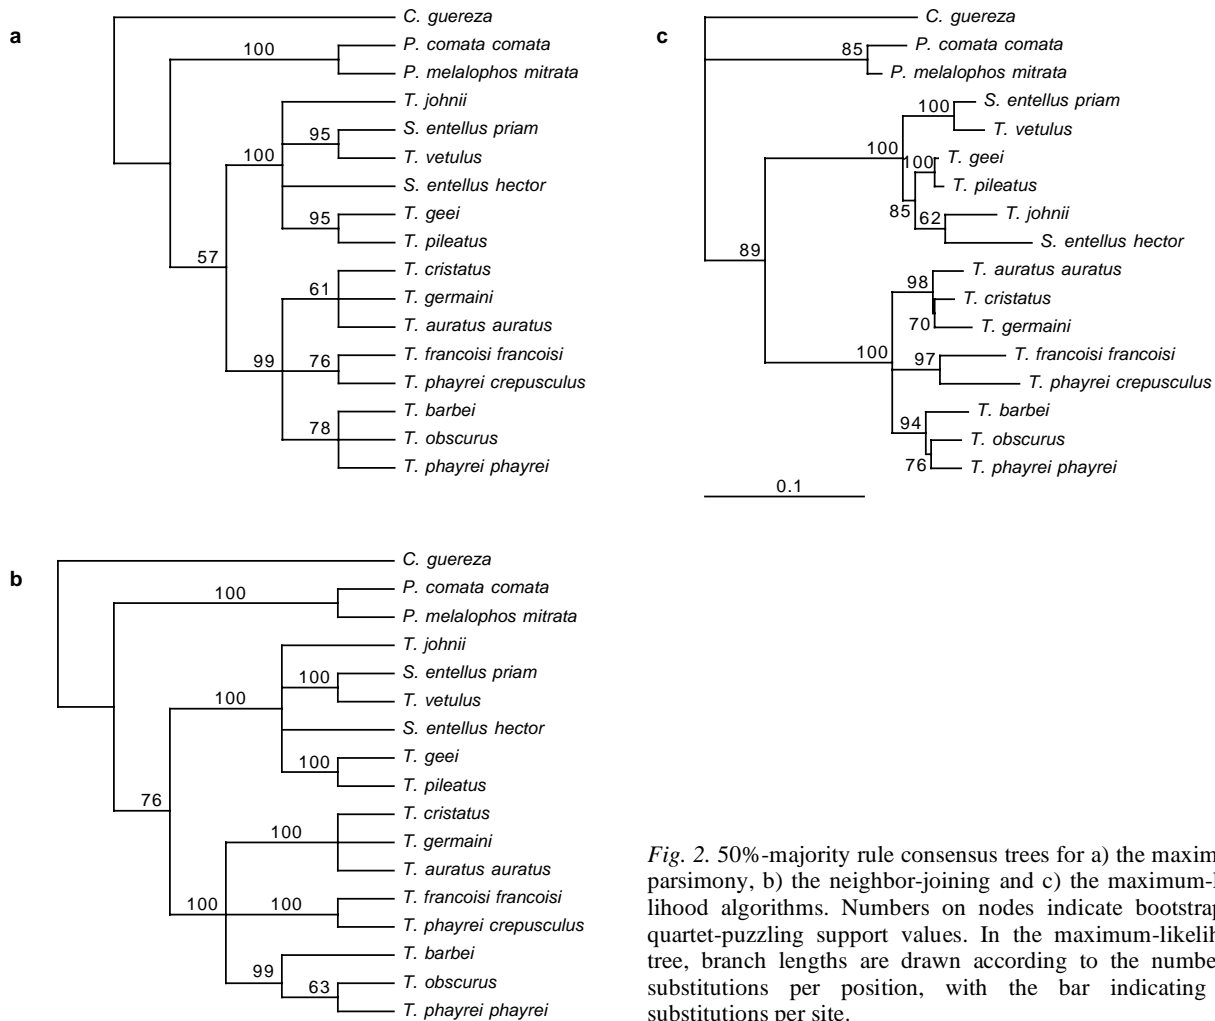 a
C. guereza
100
P. comata comata
P. melalophos mitrata
T. johnii
95
S. entellus priam
100
T. vetulus
S. entellus hector
95
T. geei
T. pileatus
57
T. cristatus
61
T. germaini
T. auratus auratus
99
76
T. francoisi francoisi
T. phayrei crepusculus
T. barbei
78
T. obscurus
T. phayrei phayrei
c
C. guereza
85
P. comata comata
P. melalophos mitrata
100
S. entellus priam
T. vetulus
100
100
T. geei
T. pileatus
85
62
T. johnii
S. entellus hector
89
T. auratus auratus
98
T. cristatus
70
T. germaini
100
97
T. francoisi francoisi
T. phayrei crepusculus
T. barbei
94
T. obscurus
76
T. phayrei phayrei
0.1
b
C. guereza
100
P. comata comata
P. melalophos mitrata
T. johnii
100
100
S. entellus priam
T. vetulus
S. entellus hector
100
T. geei
T. pileatus
76
T. cristatus
100
T. germaini
T. auratus auratus
100
100
T. francoisi francoisi
T. phayrei crepusculus
T. barbei
99
T. obscurus
63
T. phayrei phayrei
Fig. 2. 50%-majority rule consensus trees for a) the maxim
parsimony, b) the neighbor-joining and c) the maximum-l
lihood algorithms. Numbers on nodes indicate bootstrap
quartet-puzzling support values. In the maximum-likelih
tree, branch lengths are drawn according to the number
substitutions per position, with the bar indicating
substitutions per site.